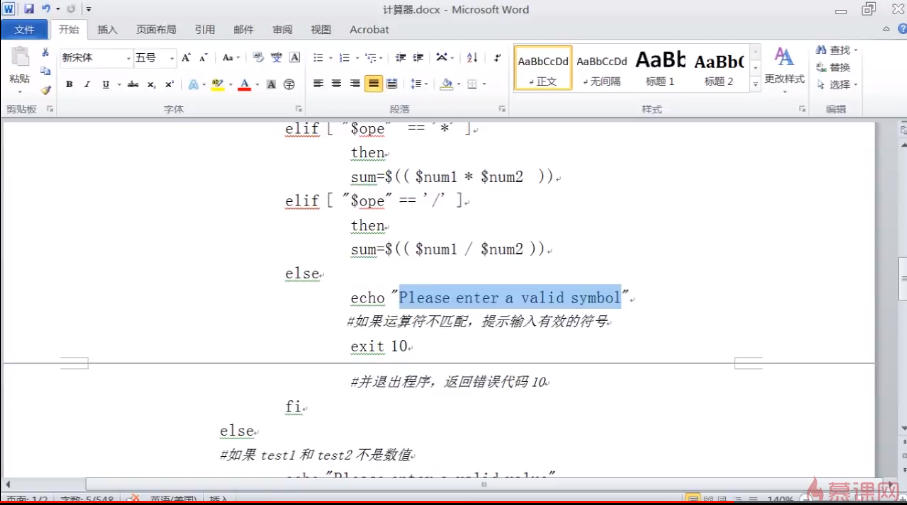 计算器.docx - Microsoft Word
文件 开始 插入 页面布局 引用 邮件 审阅 视图 Acrobat
粘贴 新宋体 五号 AaBbCcDd AaBbCcDd AaBb AaBbC 更改样式 查找
正文 无间隔 标题 1 标题 2 替换
选择
剪贴板 字体 段落 样式 编辑
elif [ "$ope" == '*' ]
then
sum=$(( $num1 * $num2 ))
elif [ "$ope" == '/' ]
then
sum=$(( $num1 / $num2 ))
else
echo "Please enter a valid symbol"
#如果运算符不匹配，提示输入有效的符号
exit 10
#并退出程序，返回错误代码 10
fi
else
#如果 test1 和 test2 不是数值
echo "Please enter a valid value"
页面: 1/2 字数: 5/548 英语(美国) 插入 140%
慕课网